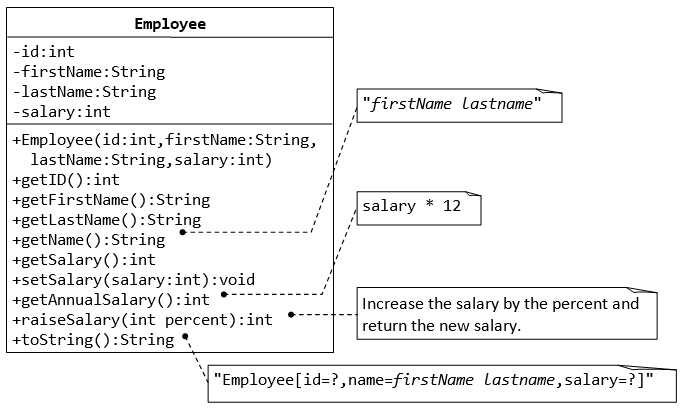 Employee
-id:int
-firstName:String
-lastName:String
-salary:int
+Employee(id:int,firstName:String,
lastName:String,salary:int)
+getID():int
+getFirstName():String
+getLastName():String
+getName():String
+getSalary():int
+setSalary(salary:int):void
+getAnnualSalary():int
+raiseSalary(int percent):int
+toString():String
"firstName lastname"
salary * 12
Increase the salary by the percent and
return the new salary.
"Employee[id=?,name=firstName lastname,salary=?]"